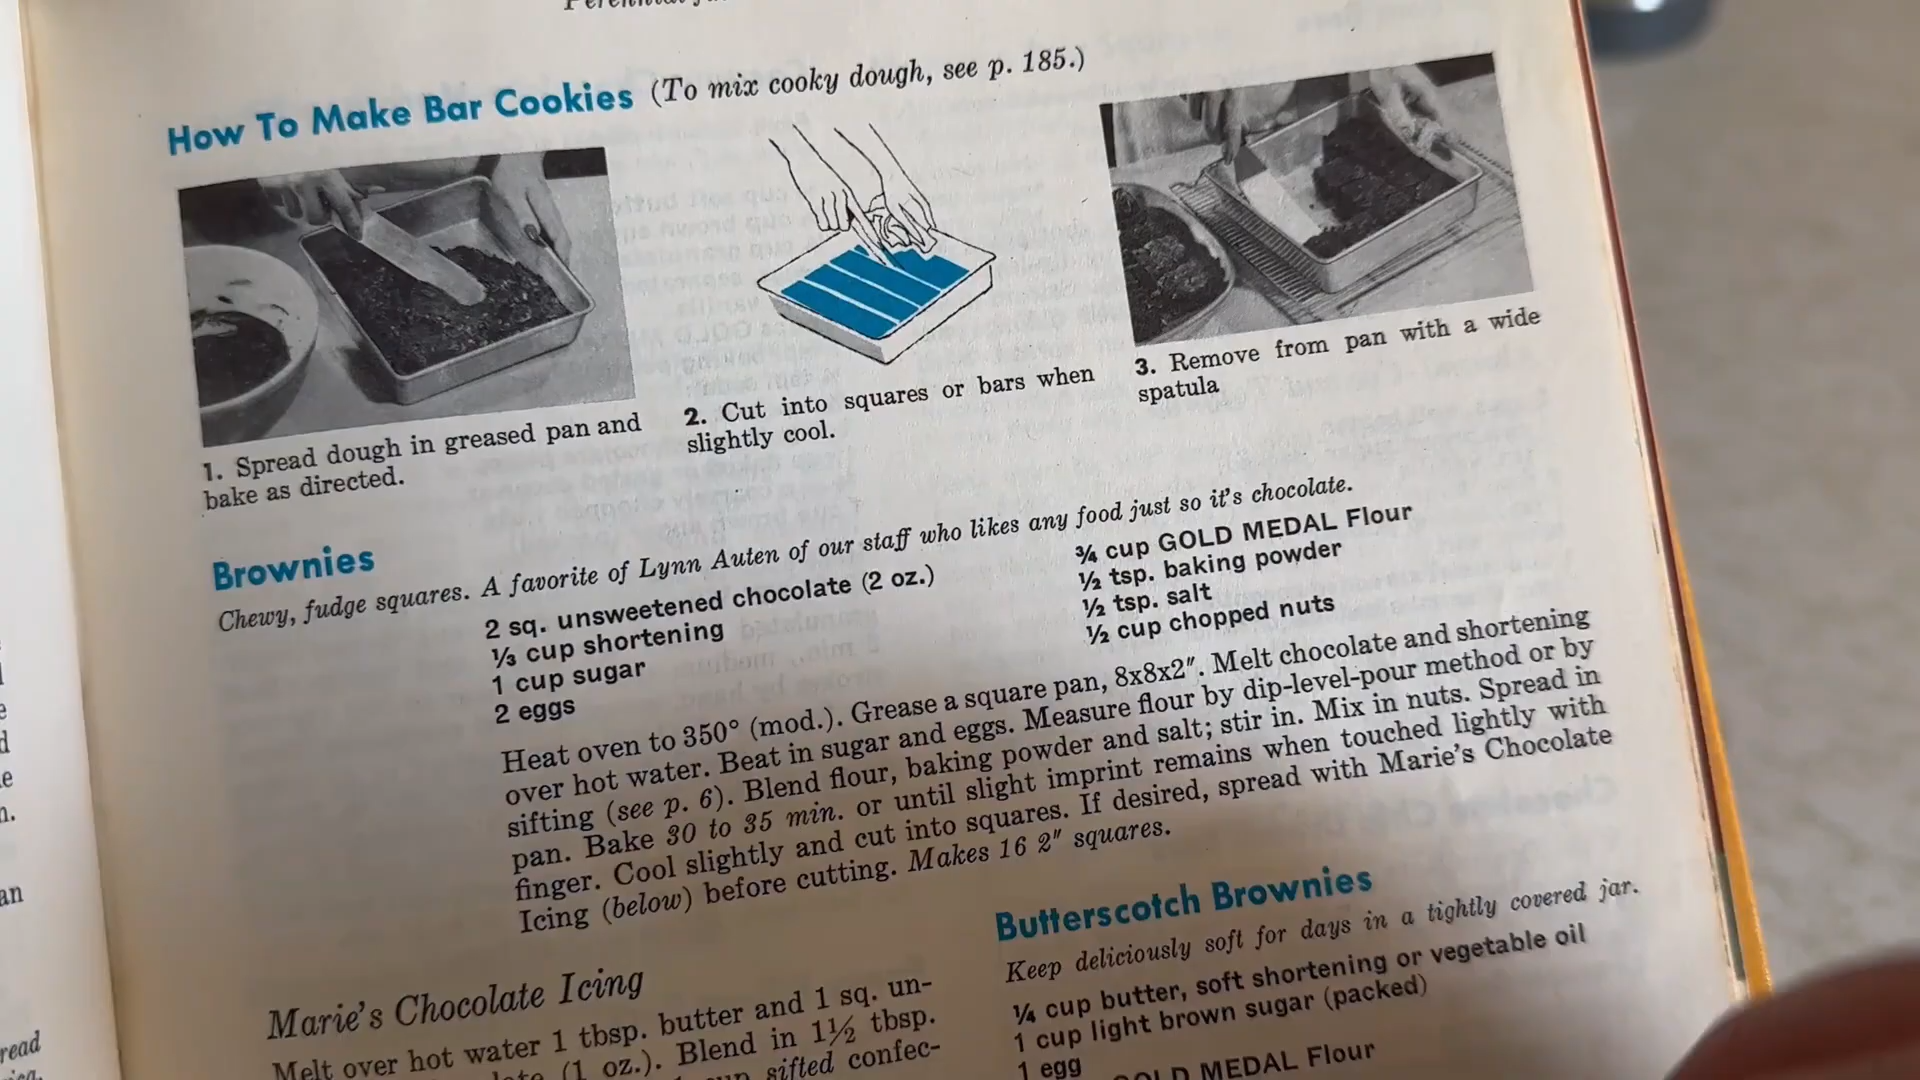 How To Make Bar Cookies (To mix cooky dough, see p. 185.)
1. Spread dough in greased pan and
bake as directed.
2. Cut into squares or bars when
slightly cool.
3. Remove from pan with a wide
spatula
Brownies
Chewy, fudge squares. A favorite of Lynn Auten of our staff who likes any food just so it's chocolate.
2 sq. unsweetened chocolate (2 oz.)
⅓ cup shortening
1 cup sugar
2 eggs
¾ cup GOLD MEDAL Flour
½ tsp. baking powder
½ tsp. salt
½ cup chopped nuts
Heat oven to 350° (mod.). Grease a square pan, 8x8x2". Melt chocolate and shortening
over hot water. Beat in sugar and eggs. Measure flour by dip-level-pour method or by
sifting (see p. 6). Blend flour, baking powder and salt; stir in. Mix in nuts. Spread in
pan. Bake 30 to 35 min. or until slight imprint remains when touched lightly with
finger. Cool slightly and cut into squares. If desired, spread with Marie's Chocolate
Icing (below) before cutting. Makes 16 2" squares.
Marie's Chocolate Icing
Melt over hot water 1 tbsp. butter and 1 sq. un-
(1 oz.). Blend in 1½ tbsp.
sifted confec-
Butterscotch Brownies
Keep deliciously soft for days in a tightly covered jar.
¼ cup butter, soft shortening or vegetable oil
1 cup light brown sugar (packed)
1 egg
GOLD MEDAL Flour